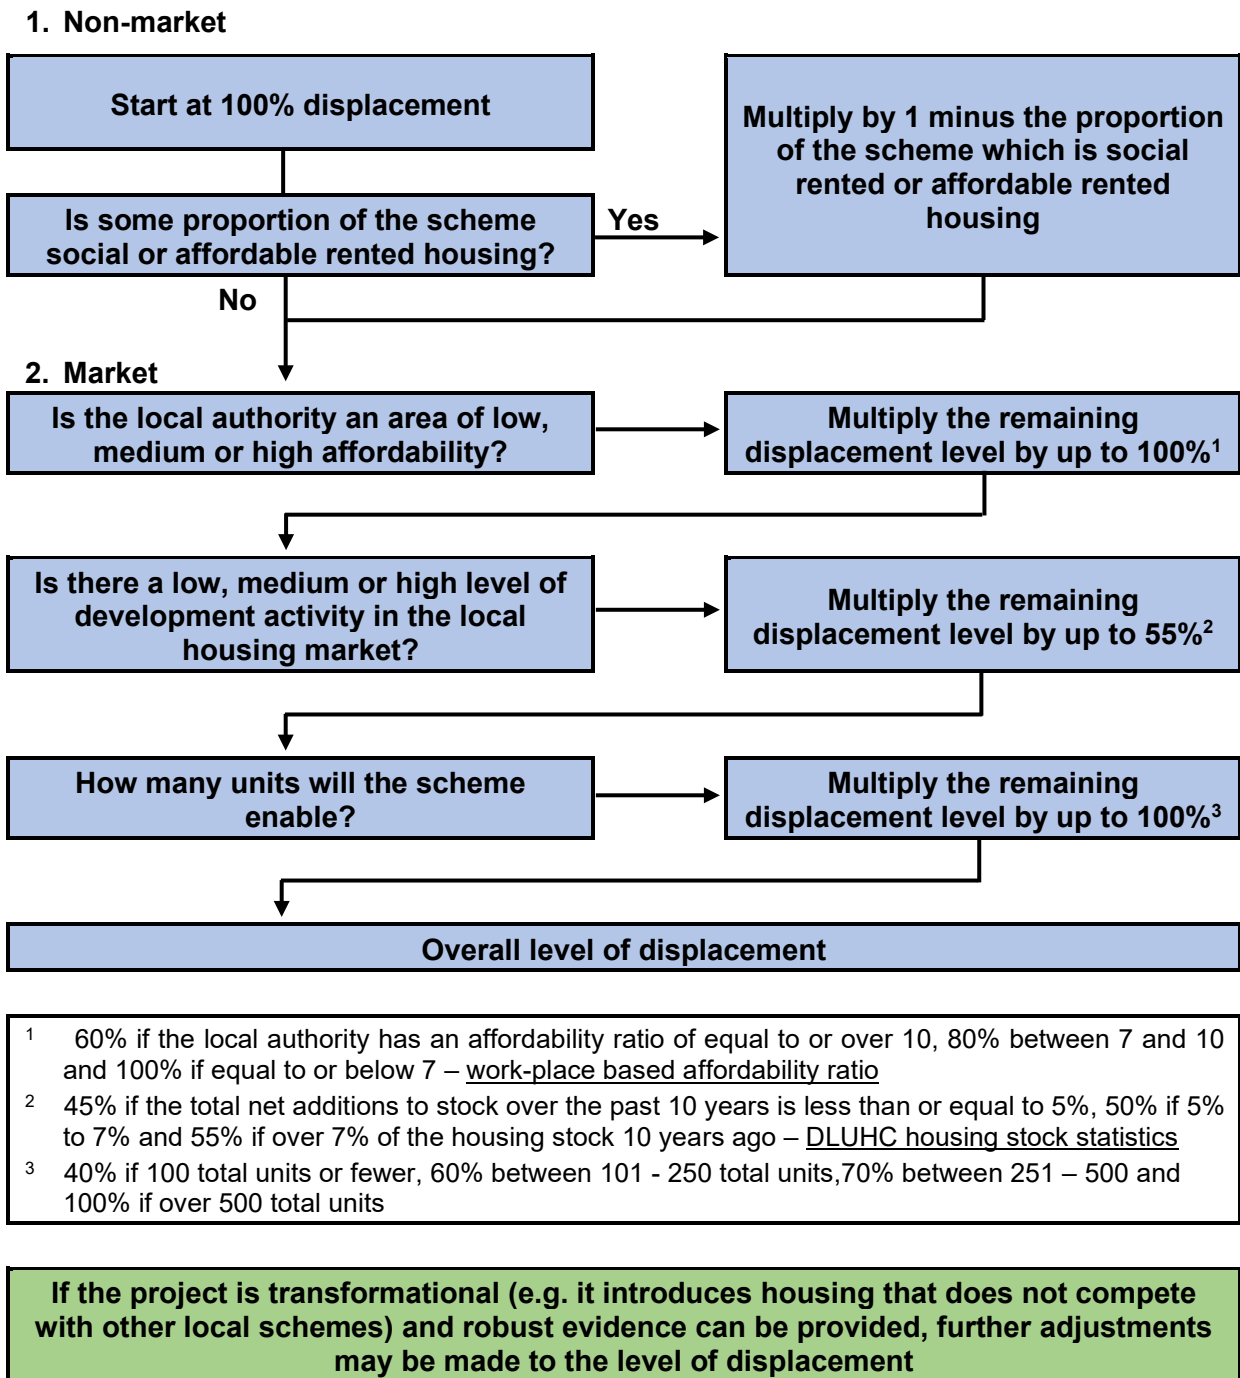 1. Non-market
Start at 100% displacement
Multiply by 1 minus the proportion
of the scheme which is social
rented or affordable rented
housing
Is some proportion of the scheme
social or affordable rented housing?
Yes
No
2. Market
Is the local authority an area of low,
medium or high affordability?
Multiply the remaining
displacement level by up to 100%¹
Is there a low, medium or high level of
development activity in the local
housing market?
Multiply the remaining
displacement level by up to 55%²
How many units will the scheme
enable?
Multiply the remaining
displacement level by up to 100%³
Overall level of displacement
¹ 60% if the local authority has an affordability ratio of equal to or over 10, 80% between 7 and 10
and 100% if equal to or below 7 – work-place based affordability ratio
² 45% if the total net additions to stock over the past 10 years is less than or equal to 5%, 50% if 5%
to 7% and 55% if over 7% of the housing stock 10 years ago – DLUHC housing stock statistics
³ 40% if 100 total units or fewer, 60% between 101 - 250 total units,70% between 251 – 500 and
100% if over 500 total units
If the project is transformational (e.g. it introduces housing that does not compete
with other local schemes) and robust evidence can be provided, further adjustments
may be made to the level of displacement